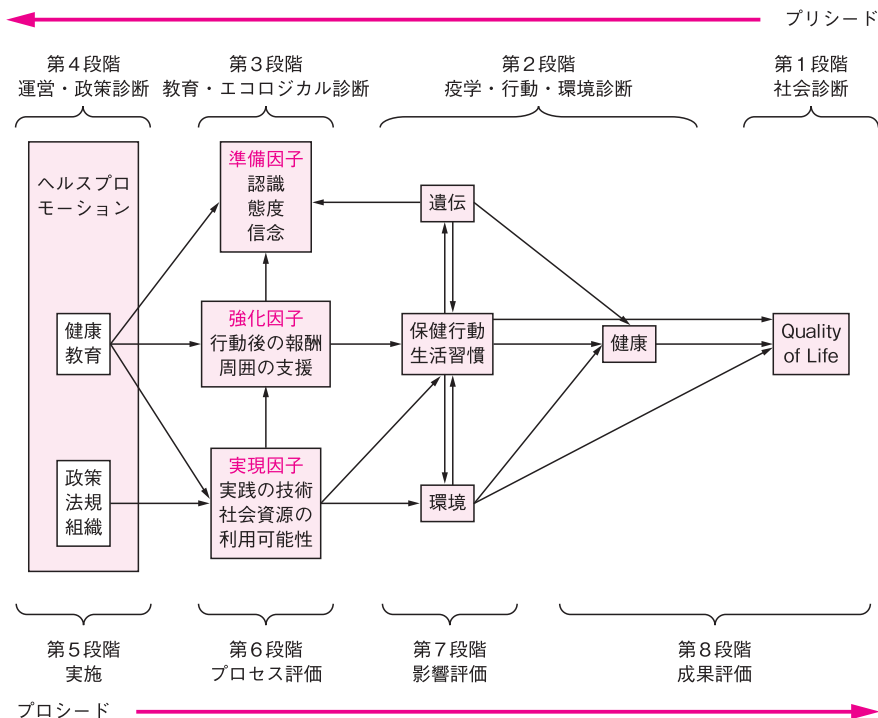 プリシード
第4段階
運営・政策診断
第3段階
教育・エコロジカル診断
第2段階
疫学・行動・環境診断
第1段階
社会診断
ヘルスプロ
モーション
健康
教育
政策
法規
組織
準備因子
認識
態度
信念
強化因子
行動後の報酬
周囲の支援
実現因子
実践の技術
社会資源の
利用可能性
遺伝
保健行動
生活習慣
環境
健康
Quality
of Life
第5段階
実施
第6段階
プロセス評価
第7段階
影響評価
第8段階
成果評価
プロシード